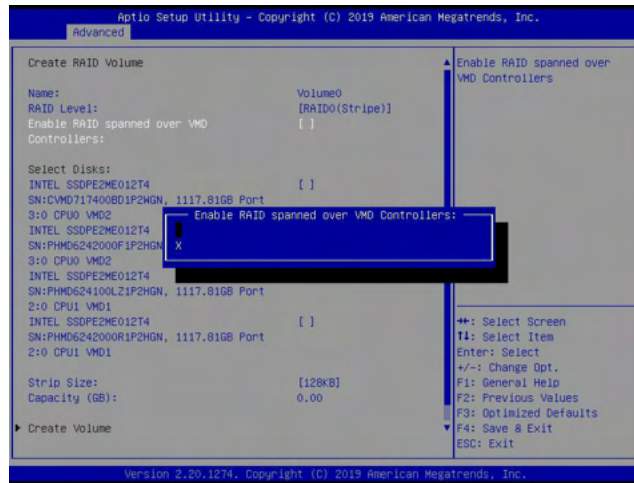 Aptio Setup Utility – Copyright (C) 2019 American Megatrends, Inc.
Advanced
Create RAID Volume
Name: Volume0
RAID Level: [RAID0(Stripe)]
Enable RAID spanned over VMD [ ]
Controllers:
Select Disks:
INTEL SSDPE2ME012T4 [ ]
SN:CVMD717400BD1P2WGN, 1117.81GB Port
3:0 CPU0 VMD2
INTEL SSDPE2ME012T4
SN:PHMD6242000F1P2HGN
3:0 CPU0 VMD2
INTEL SSDPE2ME012T4
SN:PHMD624100LZ1P2HGN, 1117.81GB Port
2:0 CPU1 VMD1
INTEL SSDPE2ME012T4 [ ]
SN:PHMD6242000R1P2HGN, 1117.81GB Port
2:0 CPU1 VMD1
Strip Size: [128KB]
Capacity (GB): 0.00
Create Volume
Enable RAID spanned over VMD Controllers:
X
Enable RAID spanned over
VMD Controllers
→←: Select Screen
↑↓: Select Item
Enter: Select
+/-: Change Opt.
F1: General Help
F2: Previous Values
F3: Optimized Defaults
F4: Save & Exit
ESC: Exit
Version 2.20.1274. Copyright (C) 2019 American Megatrends, Inc.